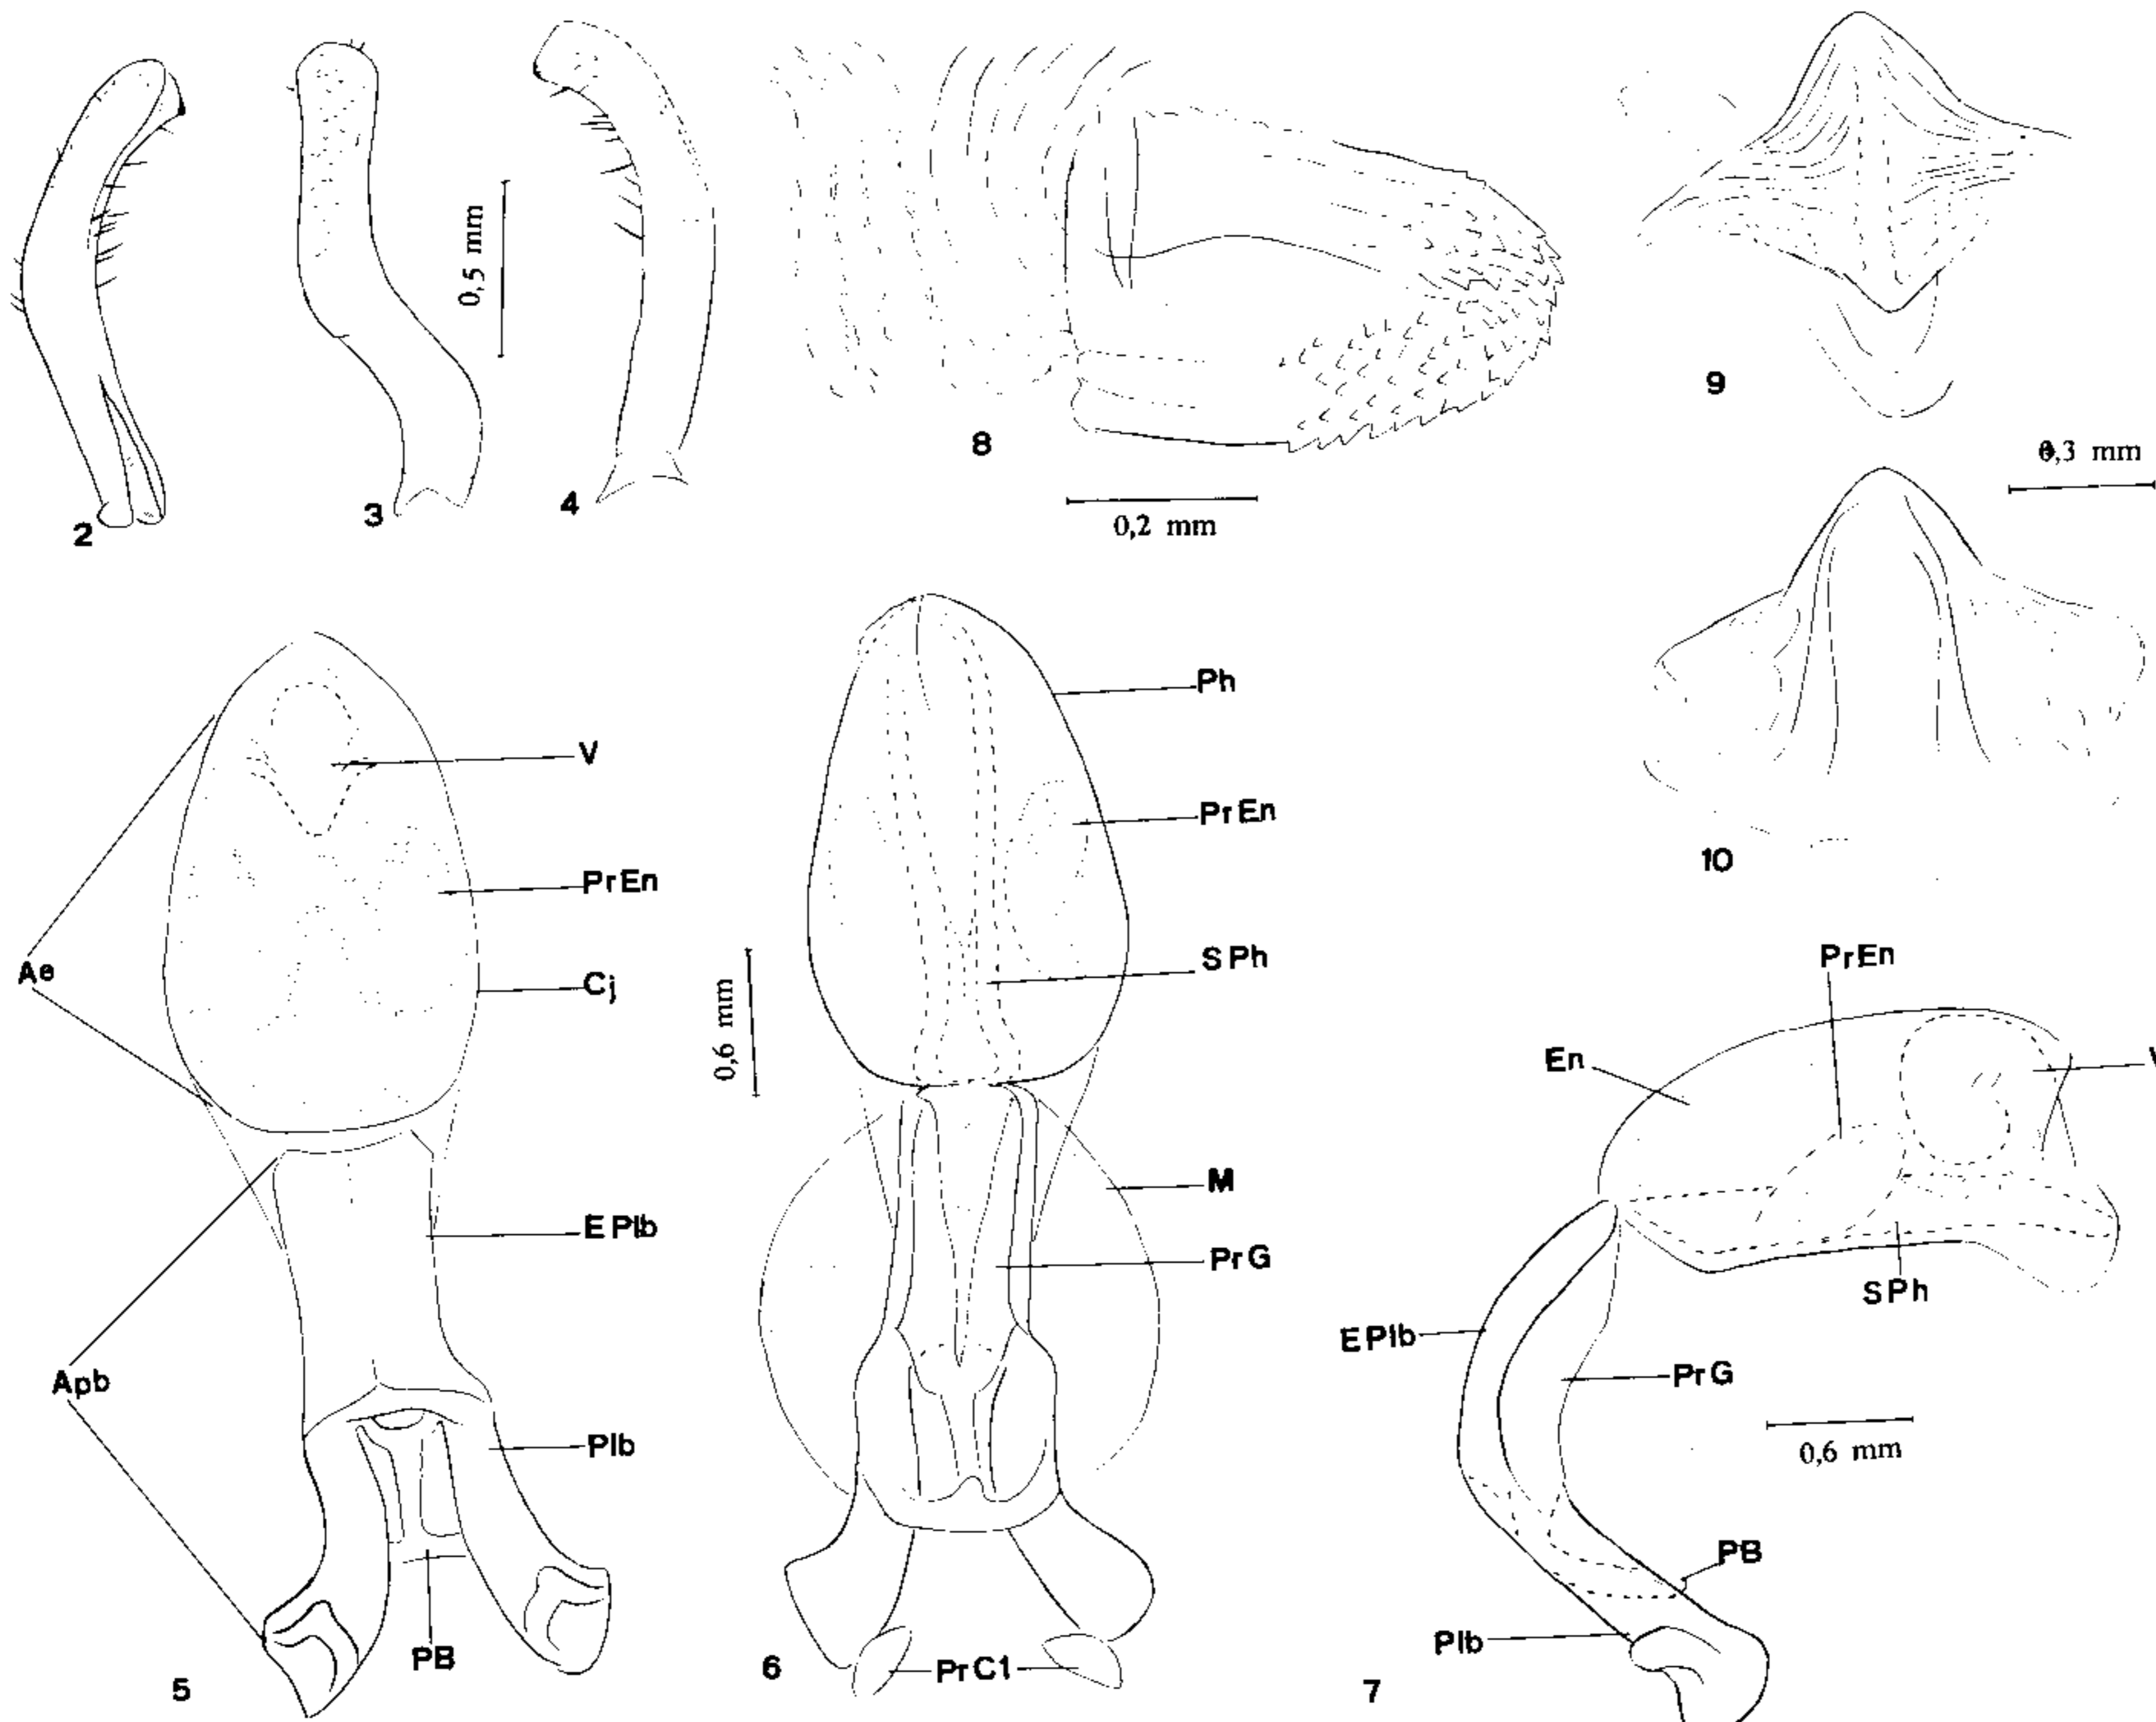 0,5 mm
2
3
4
8
0,2 mm
9
0,3 mm
10
Ae
V
PrEn
Cj
Apb
EPlb
Plb
PB
5
Ph
PrEn
SPh
0,6 mm
M
PrG
PrC1
6
PrEn
En
SPh
EPlb
PrG
0,6 mm
PB
Plb
7